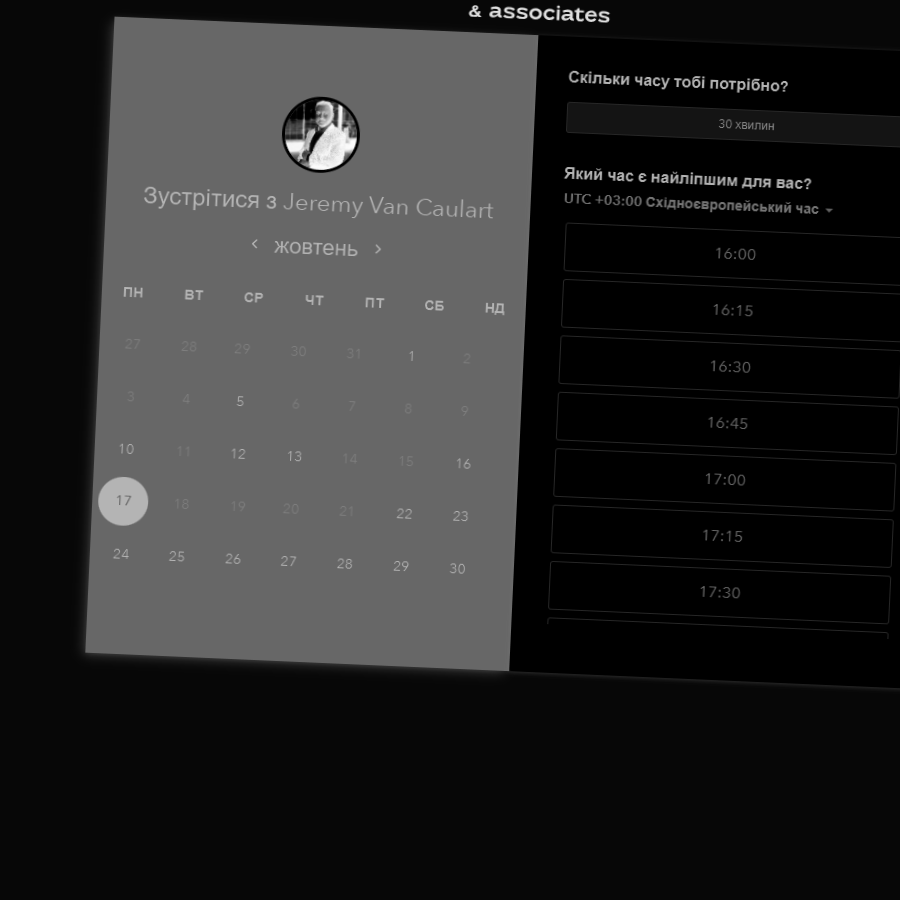 & associates
Зустрітися з Jeremy Van Caulart
жовтень
ПН ВТ СР ЧТ ПТ СБ НД
27 28 29 30 31 1 2
3 4 5 6 7 8 9
10 11 12 13 14 15 16
17 18 19 20 21 22 23
24 25 26 27 28 29 30
Скільки часу тобі потрібно?
30 хвилин
Який час є найліпшим для вас?
UTC +03:00 Східноєвропейський час
16:00
16:15
16:30
16:45
17:00
17:15
17:30